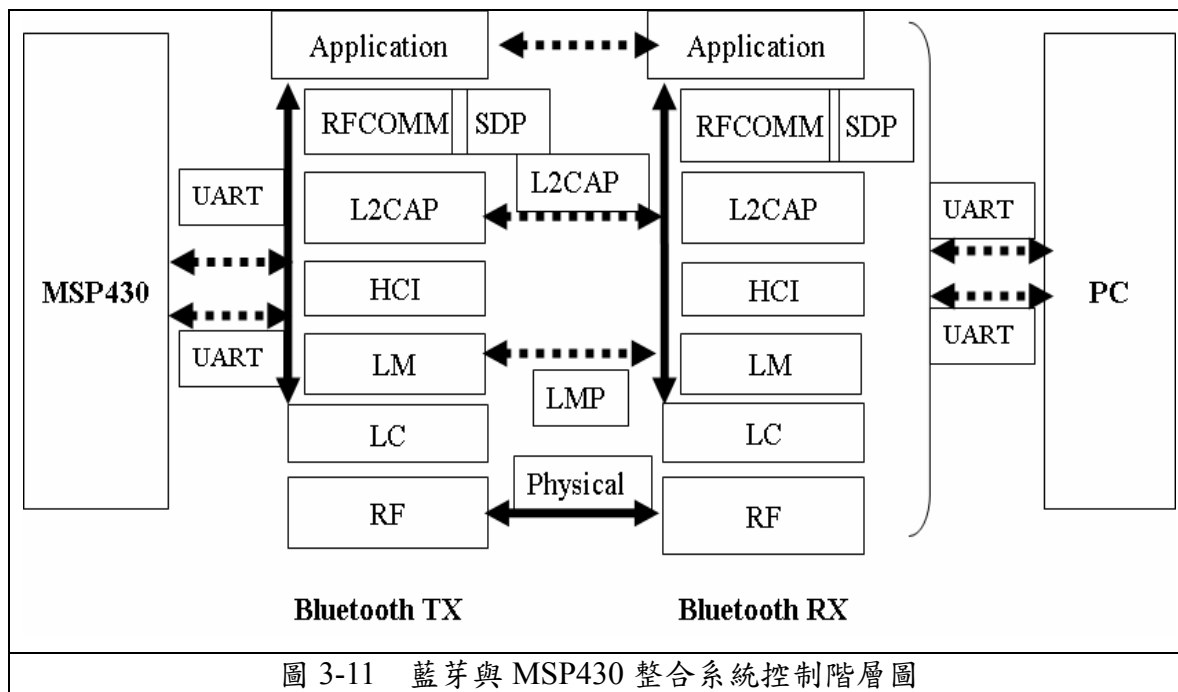 Application
Application
RFCOMM SDP
RFCOMM SDP
L2CAP
UART
L2CAP
L2CAP
UART
MSP430
HCI
HCI
PC
UART
LM
LM
UART
LMP
LC
LC
Physical
RF
RF
Bluetooth TX
Bluetooth RX
圖 3-11 藍芽與 MSP430 整合系統控制階層圖